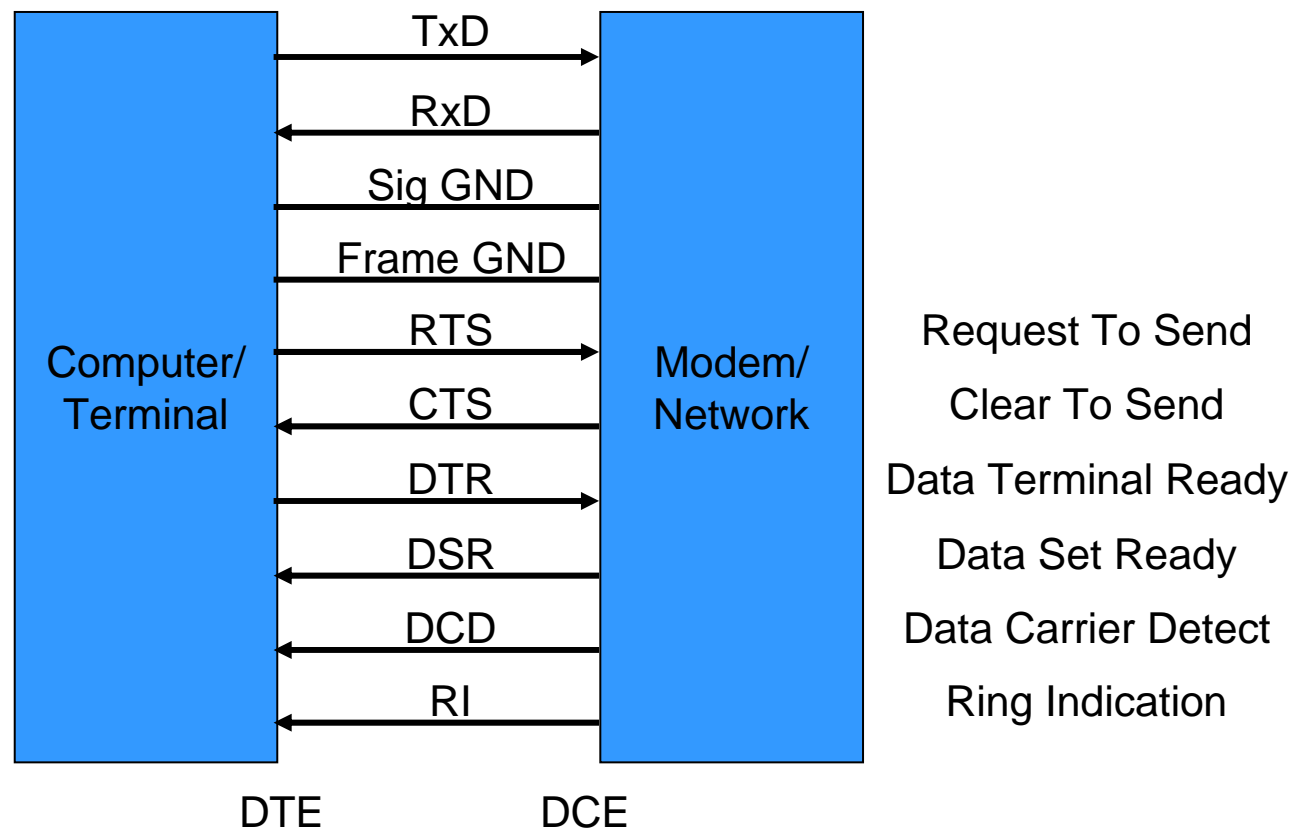 TxD
RxD
Sig GND
Frame GND
RTS
Request To Send
Computer/
Terminal
Modem/
Network
CTS
Clear To Send
DTR
Data Terminal Ready
DSR
Data Set Ready
DCD
Data Carrier Detect
RI
Ring Indication
DTE
DCE